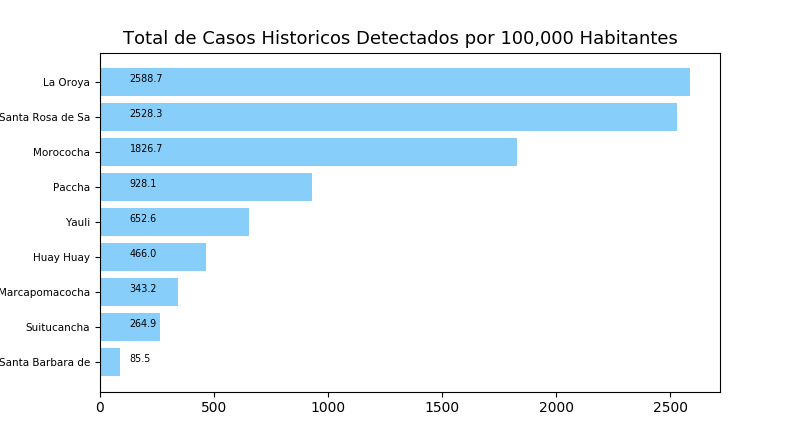 Total de Casos Historicos Detectados por 100,000 Habitantes
La Oroya 2588.7
Santa Rosa de Sa 2528.3
Morococha 1826.7
Paccha 928.1
Yauli 652.6
Huay Huay 466.0
Marcapomacocha 343.2
Suitucancha 264.9
Santa Barbara de 85.5
0 500 1000 1500 2000 2500